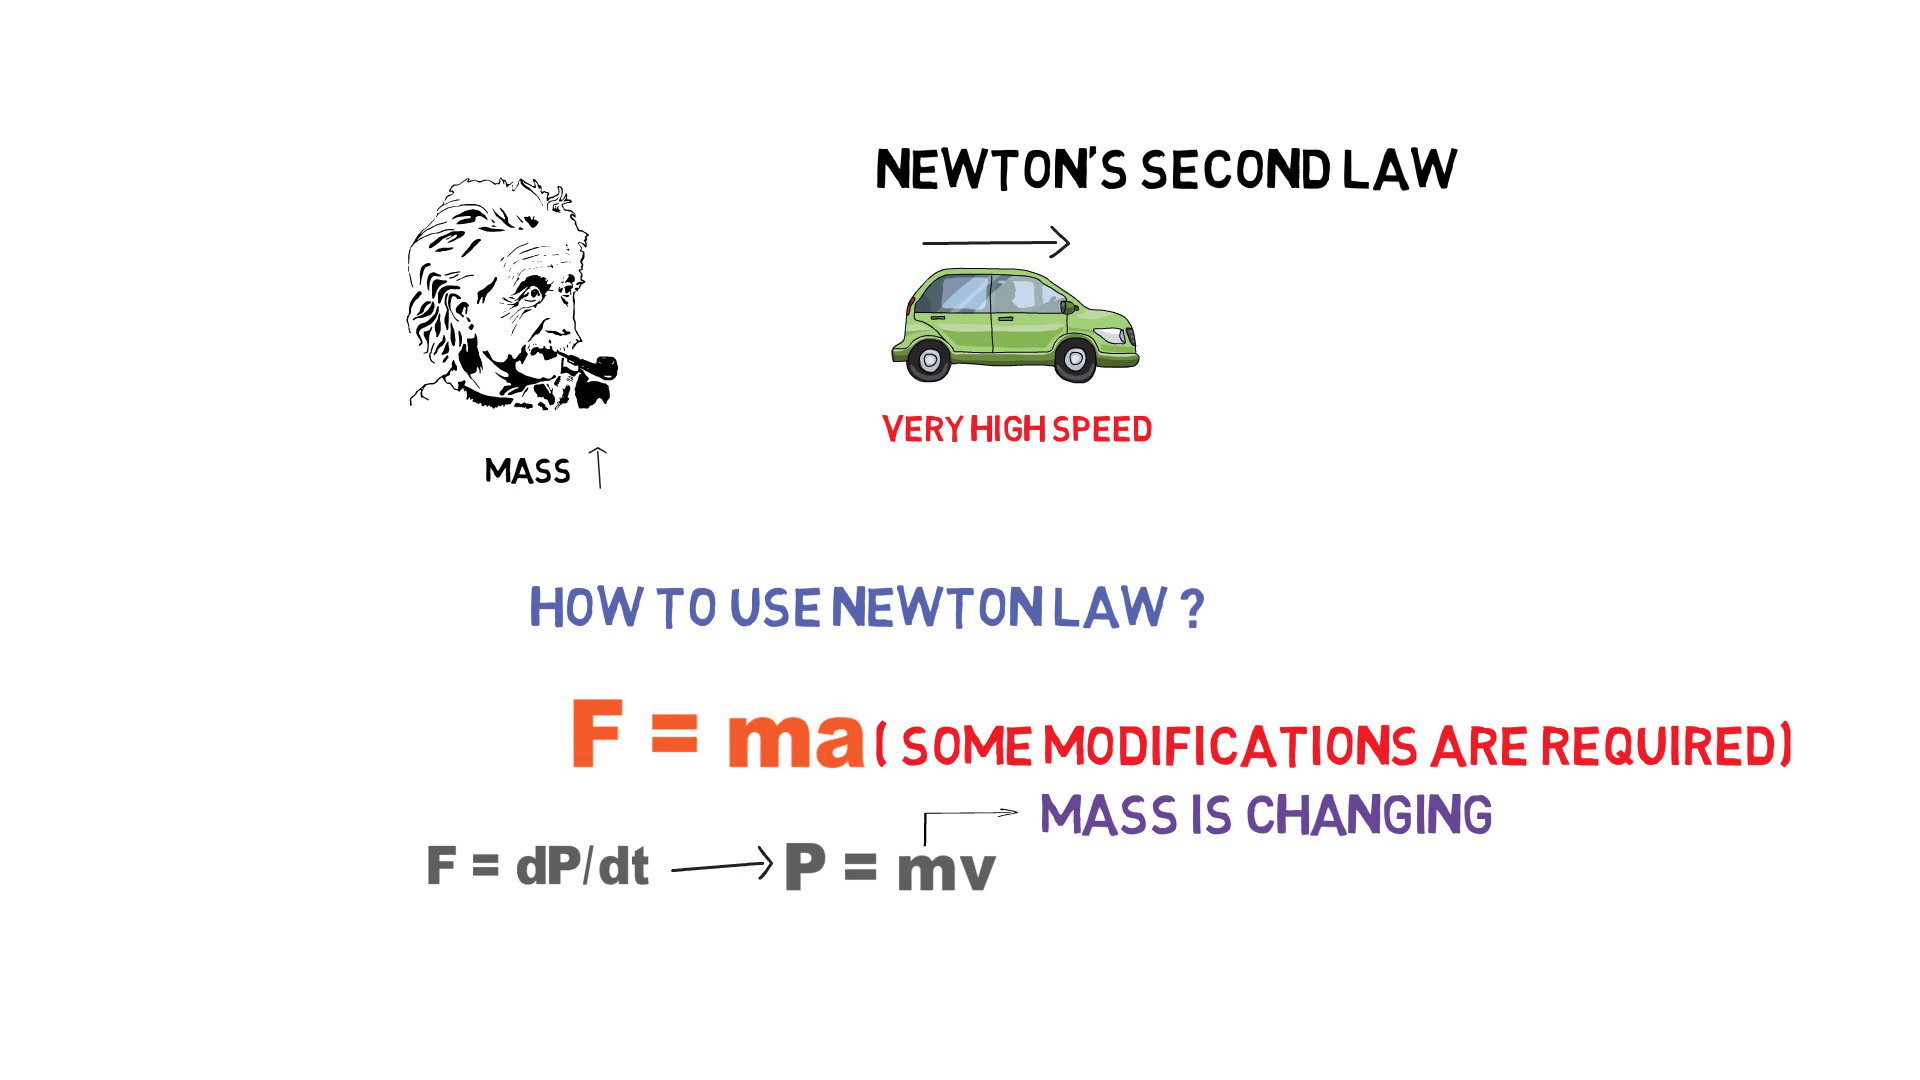 NEWTON'S SECOND LAW
VERY HIGH SPEED
MASS
HOW TO USE NEWTON LAW ?
F = ma ( SOME MODIFICATIONS ARE REQUIRED)
MASS IS CHANGING
F = dP/dt P = mv